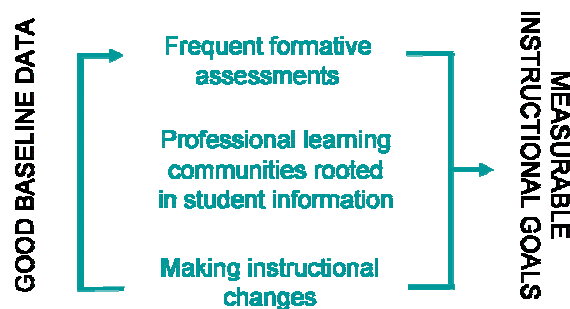 GOOD BASELINE DATA
Frequent formative
assessments
Professional learning
communities rooted
in student information
Making instructional
changes
MEASURABLE
INSTRUCTIONAL GOALS